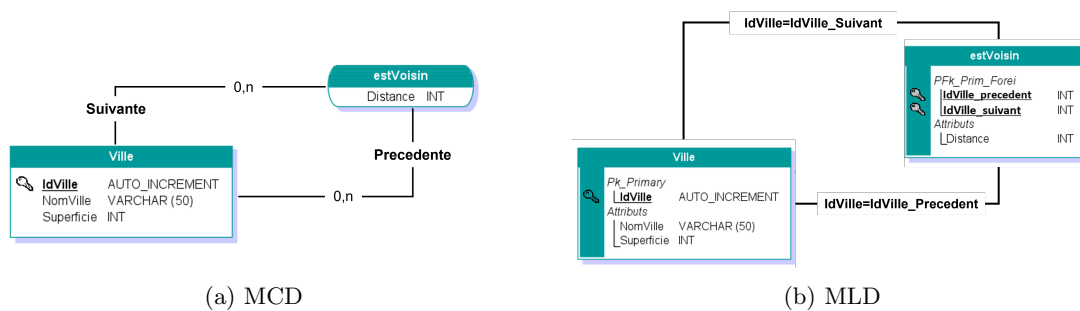 estVoisin
Distance INT
0,n
Suivante
Precedente
Ville
IdVille AUTO_INCREMENT
NomVille VARCHAR (50)
Superficie INT
0,n
(a) MCD
IdVille=IdVille_Suivant
estVoisin
PFk_Prim_Forei
IdVille_precedent INT
IdVille_suivant INT
Attributs
Distance INT
Ville
Pk_Primary
IdVille AUTO_INCREMENT
Attributs
NomVille VARCHAR (50)
Superficie INT
IdVille=IdVille_Precedent
(b) MLD